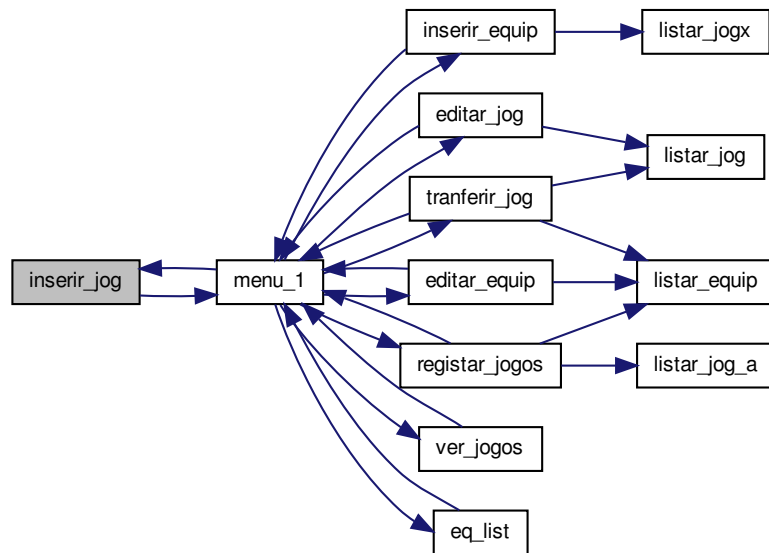 inserir_equip
listar_jogx
editar_jog
listar_jog
tranferir_jog
inserir_jog
menu_1
editar_equip
listar_equip
registar_jogos
listar_jog_a
ver_jogos
eq_list